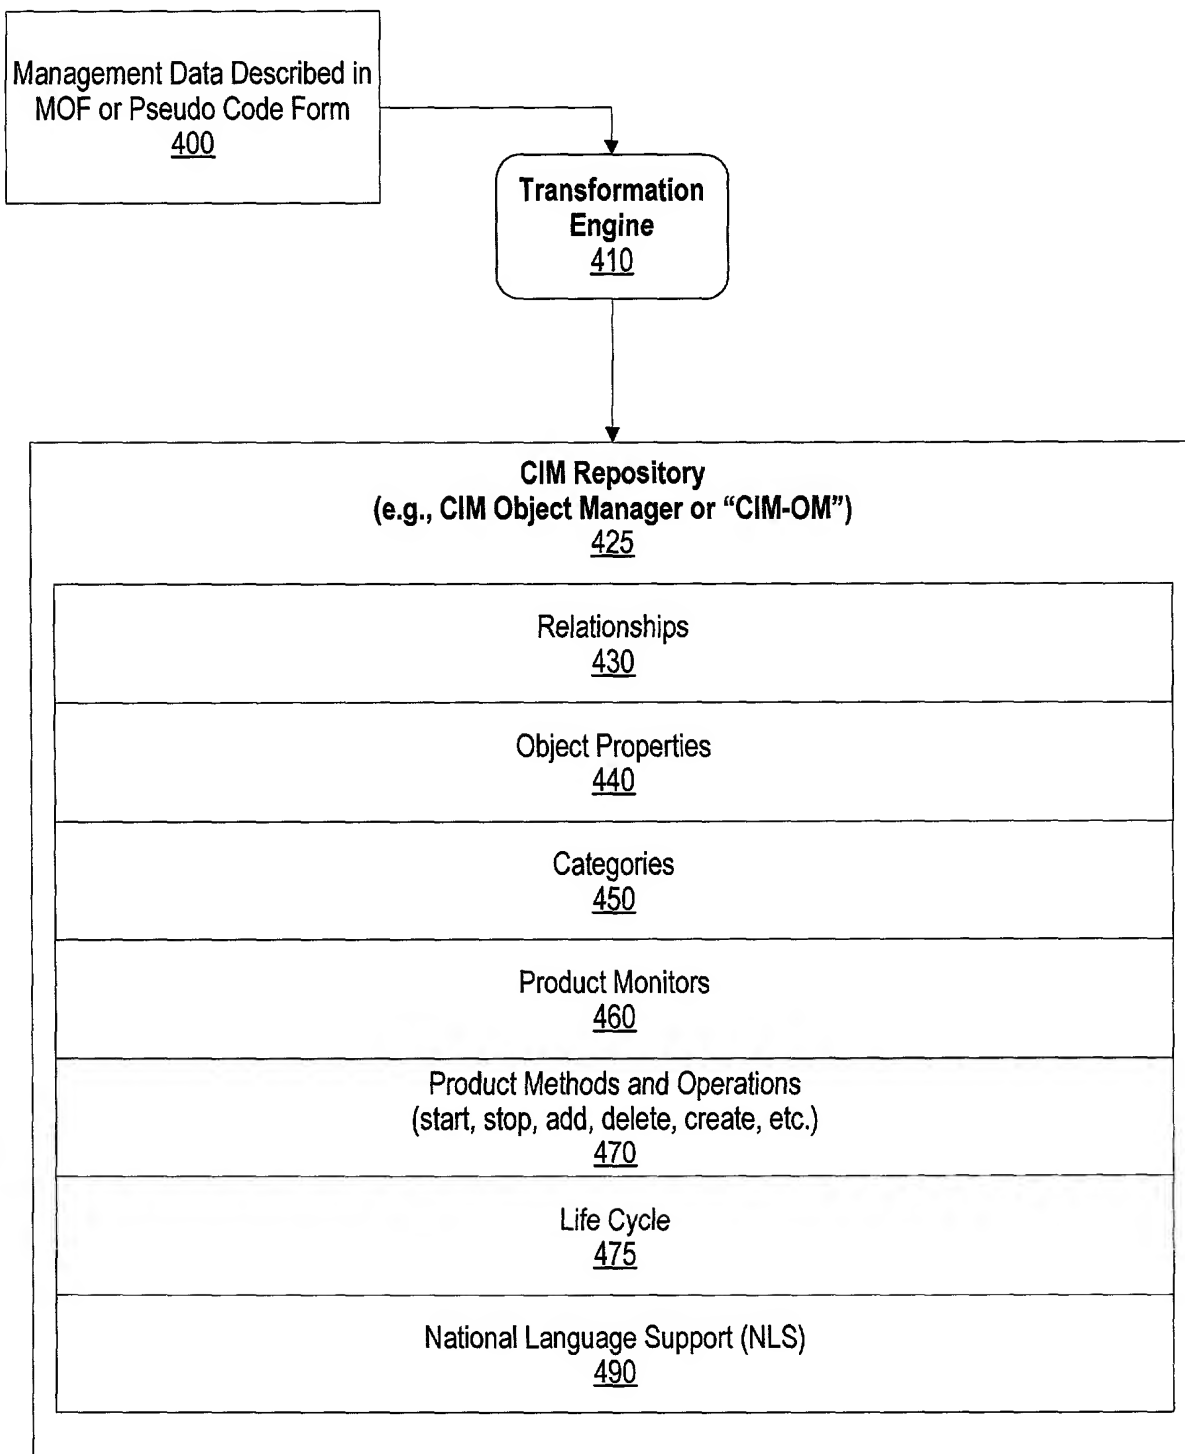 Management Data Described in
MOF or Pseudo Code Form
400
Transformation
Engine
410
CIM Repository
(e.g., CIM Object Manager or “CIM-OM”)
425
Relationships
430
Object Properties
440
Categories
450
Product Monitors
460
Product Methods and Operations
(start, stop, add, delete, create, etc.)
470
Life Cycle
475
National Language Support (NLS)
490